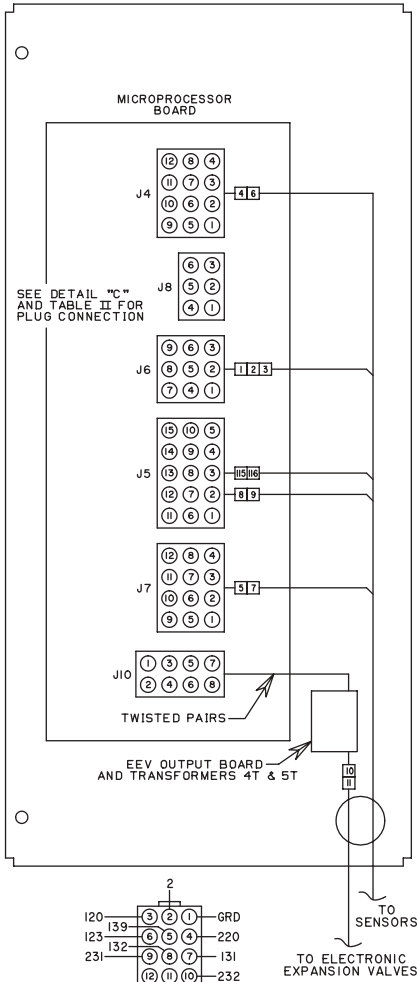 MICROPROCESSOR
BOARD
12 8 4
11 7 3
10 6 2
9 5 1
J4
4 6
6 3
5 2
4 1
J8
SEE DETAIL "C"
AND TABLE II FOR
PLUG CONNECTION
9 6 3
8 5 2
7 4 1
J6
1 2 3
15 10 5
14 9 4
13 8 3
12 7 2
11 6 1
J5
115 116
8 9
12 8 4
11 7 3
10 6 2
9 5 1
J7
5 7
1 3 5 7
2 4 6 8
J10
TWISTED PAIRS
EEV OUTPUT BOARD
AND TRANSFORMERS 4T & 5T
10
11
2
120 3 2 1 GRD
139
123 6 5 4 220
132
231 9 8 7 131
12 11 10 232
TO
SENSORS
TO ELECTRONIC
EXPANSION VALVES